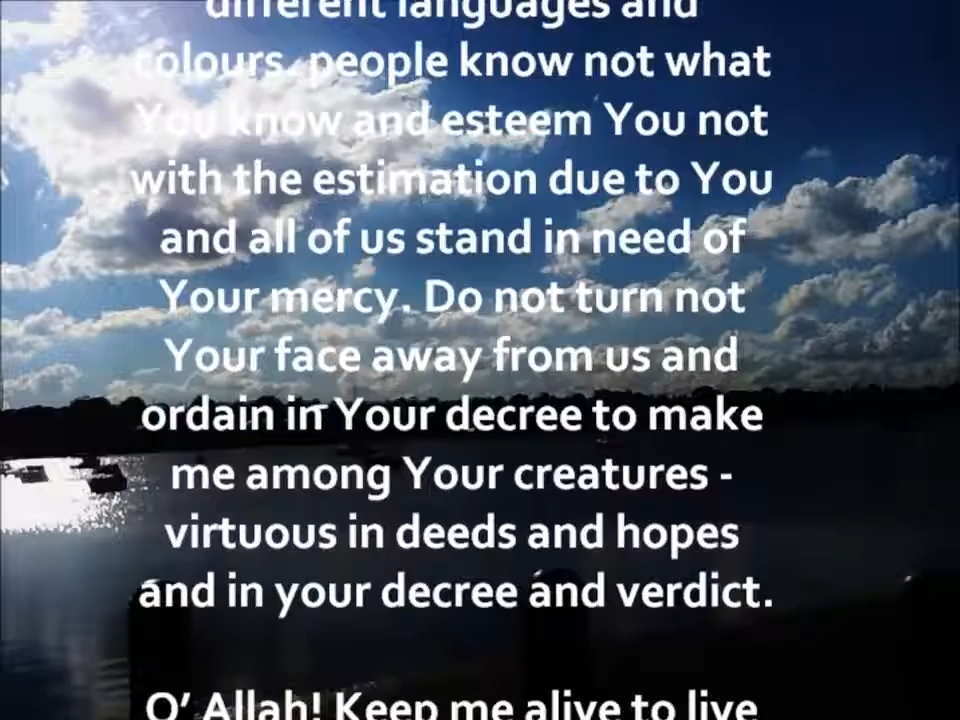 different languages and
colours. people know not what
You know and esteem You not
with the estimation due to You
and all of us stand in need of
Your mercy. Do not turn not
Your face away from us and
ordain in Your decree to make
me among Your creatures -
virtuous in deeds and hopes
and in your decree and verdict.
O' Allah! Keep me alive to live